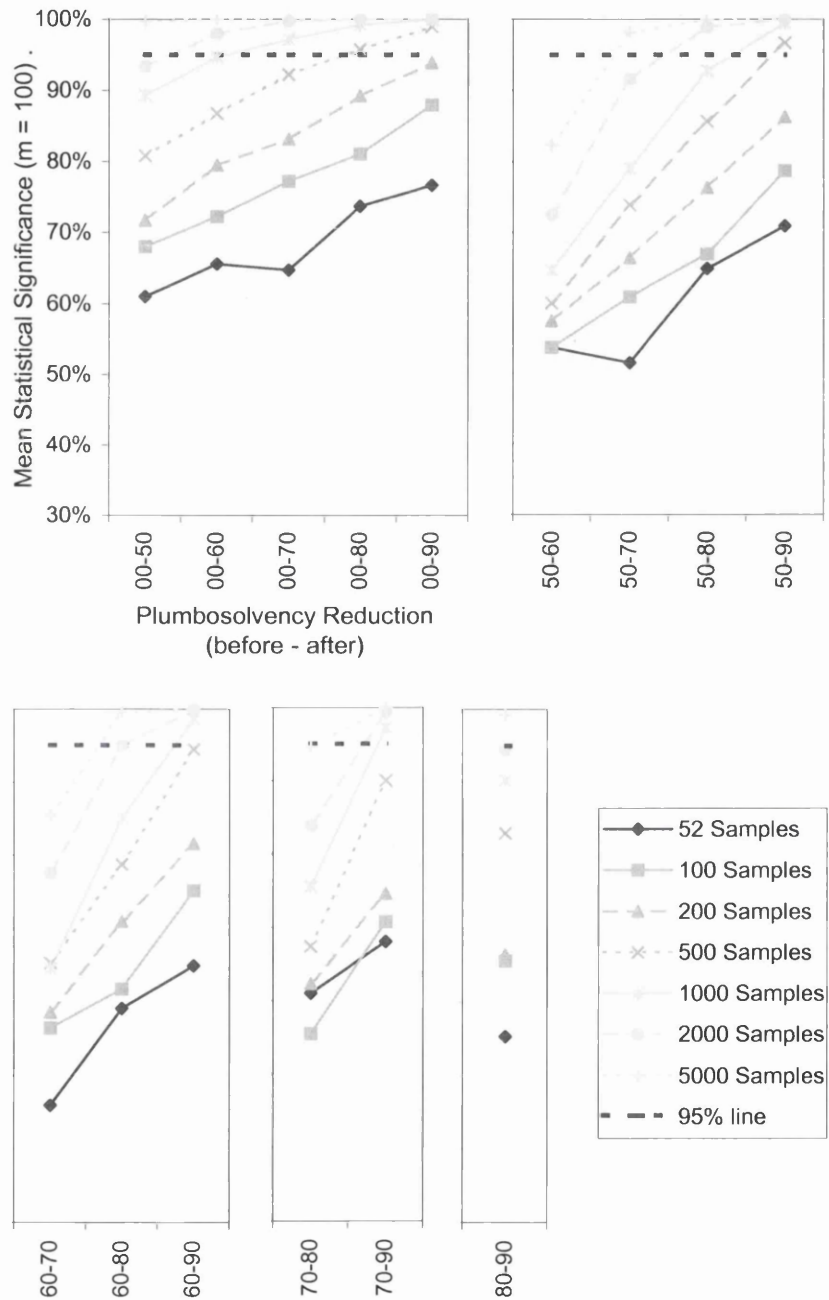 Mean Statistical Significance (m = 100) .
100%
90%
80%
70%
60%
50%
40%
30%
00-50
00-60
00-70
00-80
00-90
Plumbosolvency Reduction
(before - after)
50-60
50-70
50-80
50-90
60-70
60-80
60-90
70-80
70-90
80-90
52 Samples
100 Samples
200 Samples
500 Samples
1000 Samples
2000 Samples
5000 Samples
95% line